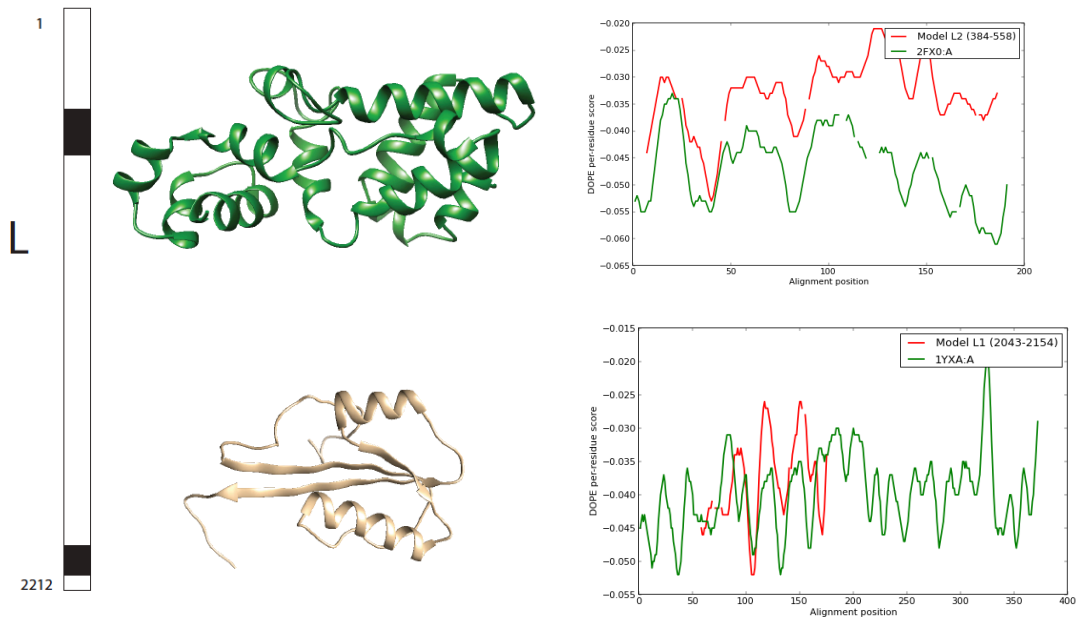 1
L
2212
−0.020
−0.025
−0.030
−0.035
−0.040
−0.045
−0.050
−0.055
−0.060
−0.065
DOPE per-residue score
Model L2 (384-558)
2FX0:A
0 50 100 150 200
Alignment position
−0.015
−0.020
−0.025
−0.030
−0.035
−0.040
−0.045
−0.050
−0.055
DOPE per-residue score
Model L1 (2043-2154)
1YXA:A
0 50 100 150 200 250 300 350 400
Alignment position